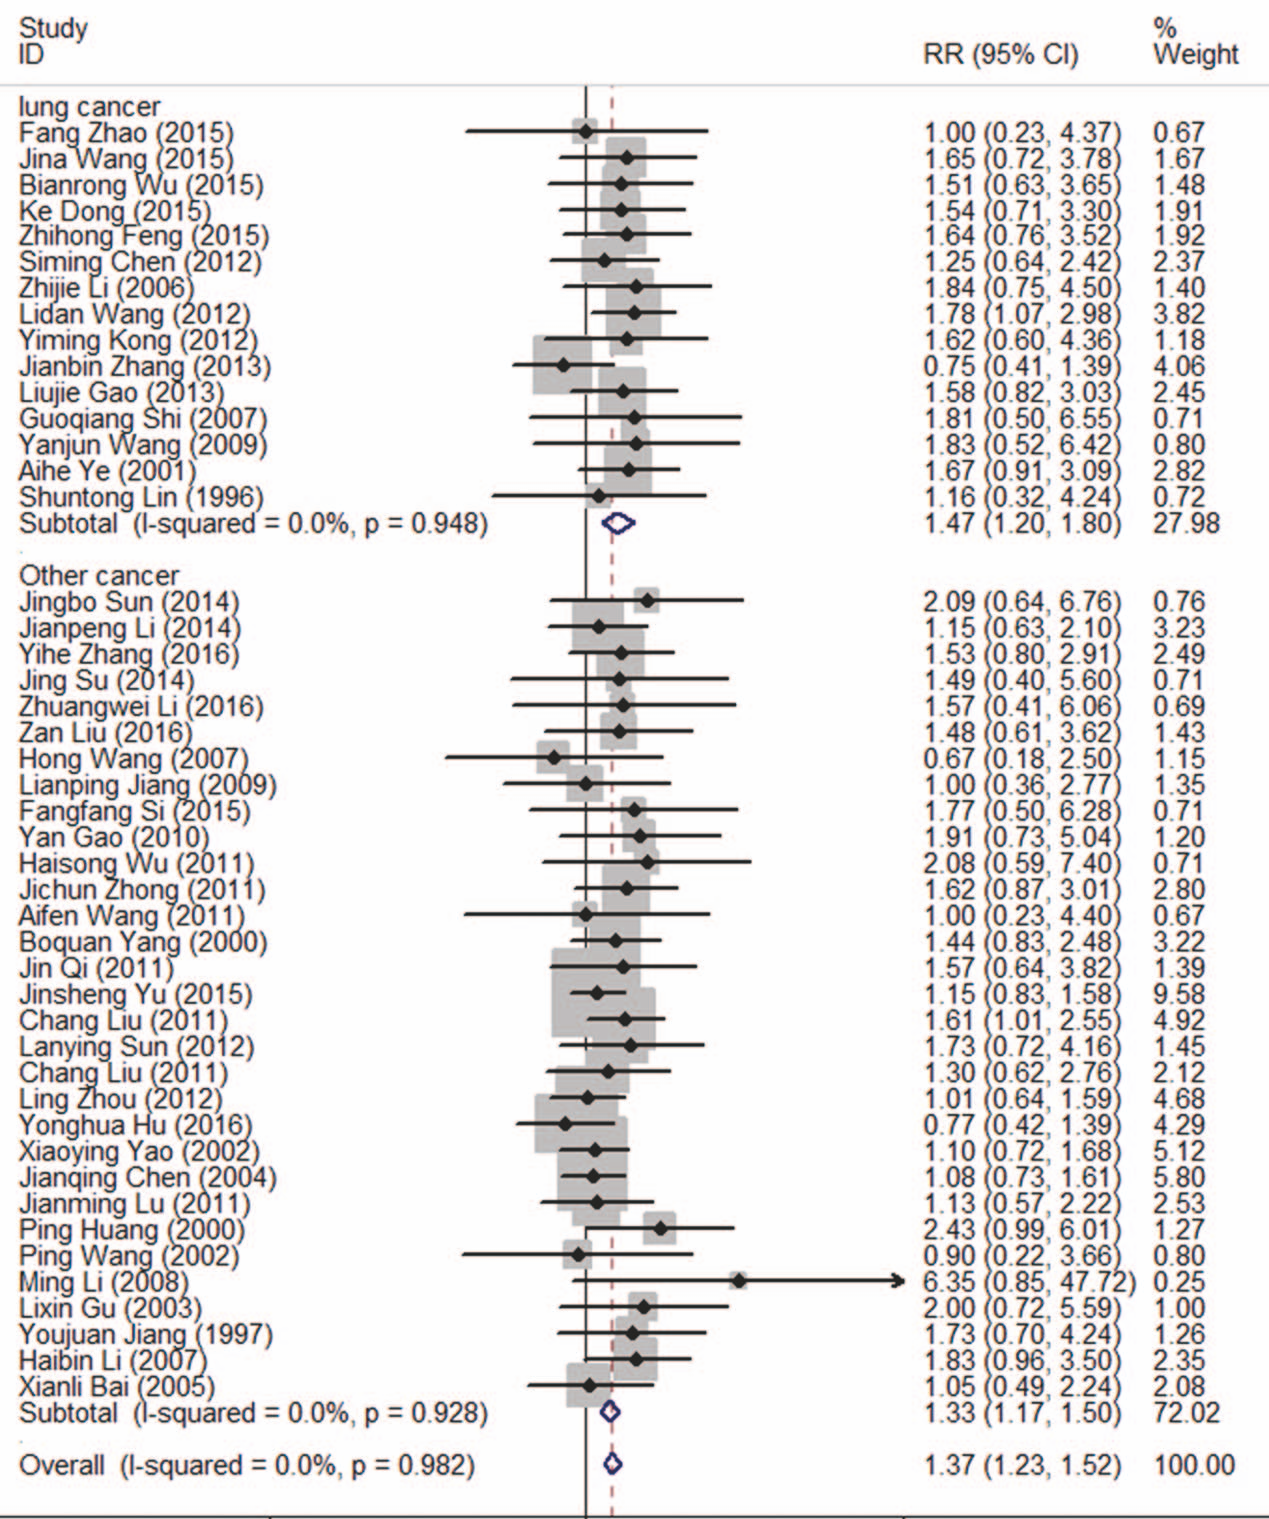 Study % 
ID RR (95% CI) Weight
lung cancer
Fang Zhao (2015) 1.00 (0.23, 4.37) 0.67
Jina Wang (2015) 1.65 (0.72, 3.78) 1.67
Bianrong Wu (2015) 1.51 (0.63, 3.65) 1.48
Ke Dong (2015) 1.54 (0.71, 3.30) 1.91
Zhihong Feng (2015) 1.64 (0.76, 3.52) 1.92
Siming Chen (2012) 1.25 (0.64, 2.42) 2.37
Zhijie Li (2006) 1.84 (0.75, 4.50) 1.40
Lidan Wang (2012) 1.78 (1.07, 2.98) 3.82
Yiming Kong (2012) 1.62 (0.60, 4.36) 1.18
Jianbin Zhang (2013) 0.75 (0.41, 1.39) 4.06
Liujie Gao (2013) 1.58 (0.82, 3.03) 2.45
Guoqiang Shi (2007) 1.81 (0.50, 6.55) 0.71
Yanjun Wang (2009) 1.83 (0.52, 6.42) 0.80
Aihe Ye (2001) 1.67 (0.91, 3.09) 2.82
Shuntong Lin (1996) 1.16 (0.32, 4.24) 0.72
Subtotal (I-squared = 0.0%, p = 0.948) 1.47 (1.20, 1.80) 27.98
.
Other cancer
Jingbo Sun (2014) 2.09 (0.64, 6.76) 0.76
Jianpeng Li (2014) 1.15 (0.63, 2.10) 3.23
Yihe Zhang (2016) 1.53 (0.80, 2.91) 2.49
Jing Su (2014) 1.49 (0.40, 5.60) 0.71
Zhuangwei Li (2016) 1.57 (0.41, 6.06) 0.69
Zan Liu (2016) 1.48 (0.61, 3.62) 1.43
Hong Wang (2007) 0.67 (0.18, 2.50) 1.15
Lianping Jiang (2009) 1.00 (0.36, 2.77) 1.35
Fangfang Si (2015) 1.77 (0.50, 6.28) 0.71
Yan Gao (2010) 1.91 (0.73, 5.04) 1.20
Haisong Wu (2011) 2.08 (0.59, 7.40) 0.71
Jichun Zhong (2011) 1.62 (0.87, 3.01) 2.80
Aifen Wang (2011) 1.00 (0.23, 4.40) 0.67
Boquan Yang (2000) 1.44 (0.83, 2.48) 3.22
Jin Qi (2011) 1.57 (0.64, 3.82) 1.39
Jinsheng Yu (2015) 1.15 (0.83, 1.58) 9.58
Chang Liu (2011) 1.61 (1.01, 2.55) 4.92
Lanying Sun (2012) 1.73 (0.72, 4.16) 1.45
Chang Liu (2011) 1.30 (0.62, 2.76) 2.12
Ling Zhou (2012) 1.01 (0.64, 1.59) 4.68
Yonghua Hu (2016) 0.77 (0.42, 1.39) 4.29
Xiaoying Yao (2002) 1.10 (0.72, 1.68) 5.12
Jianqing Chen (2004) 1.08 (0.73, 1.61) 5.80
Jianming Lu (2011) 1.13 (0.57, 2.22) 2.53
Ping Huang (2000) 2.43 (0.99, 6.01) 1.27
Ping Wang (2002) 0.90 (0.22, 3.66) 0.80
Ming Li (2008) 6.35 (0.85, 47.72) 0.25
Lixin Gu (2003) 2.00 (0.72, 5.59) 1.00
Youjuan Jiang (1997) 1.73 (0.70, 4.24) 1.26
Haibin Li (2007) 1.83 (0.96, 3.50) 2.35
Xianli Bai (2005) 1.05 (0.49, 2.24) 2.08
Subtotal (I-squared = 0.0%, p = 0.928) 1.33 (1.17, 1.50) 72.02
.
Overall (I-squared = 0.0%, p = 0.982) 1.37 (1.23, 1.52) 100.00